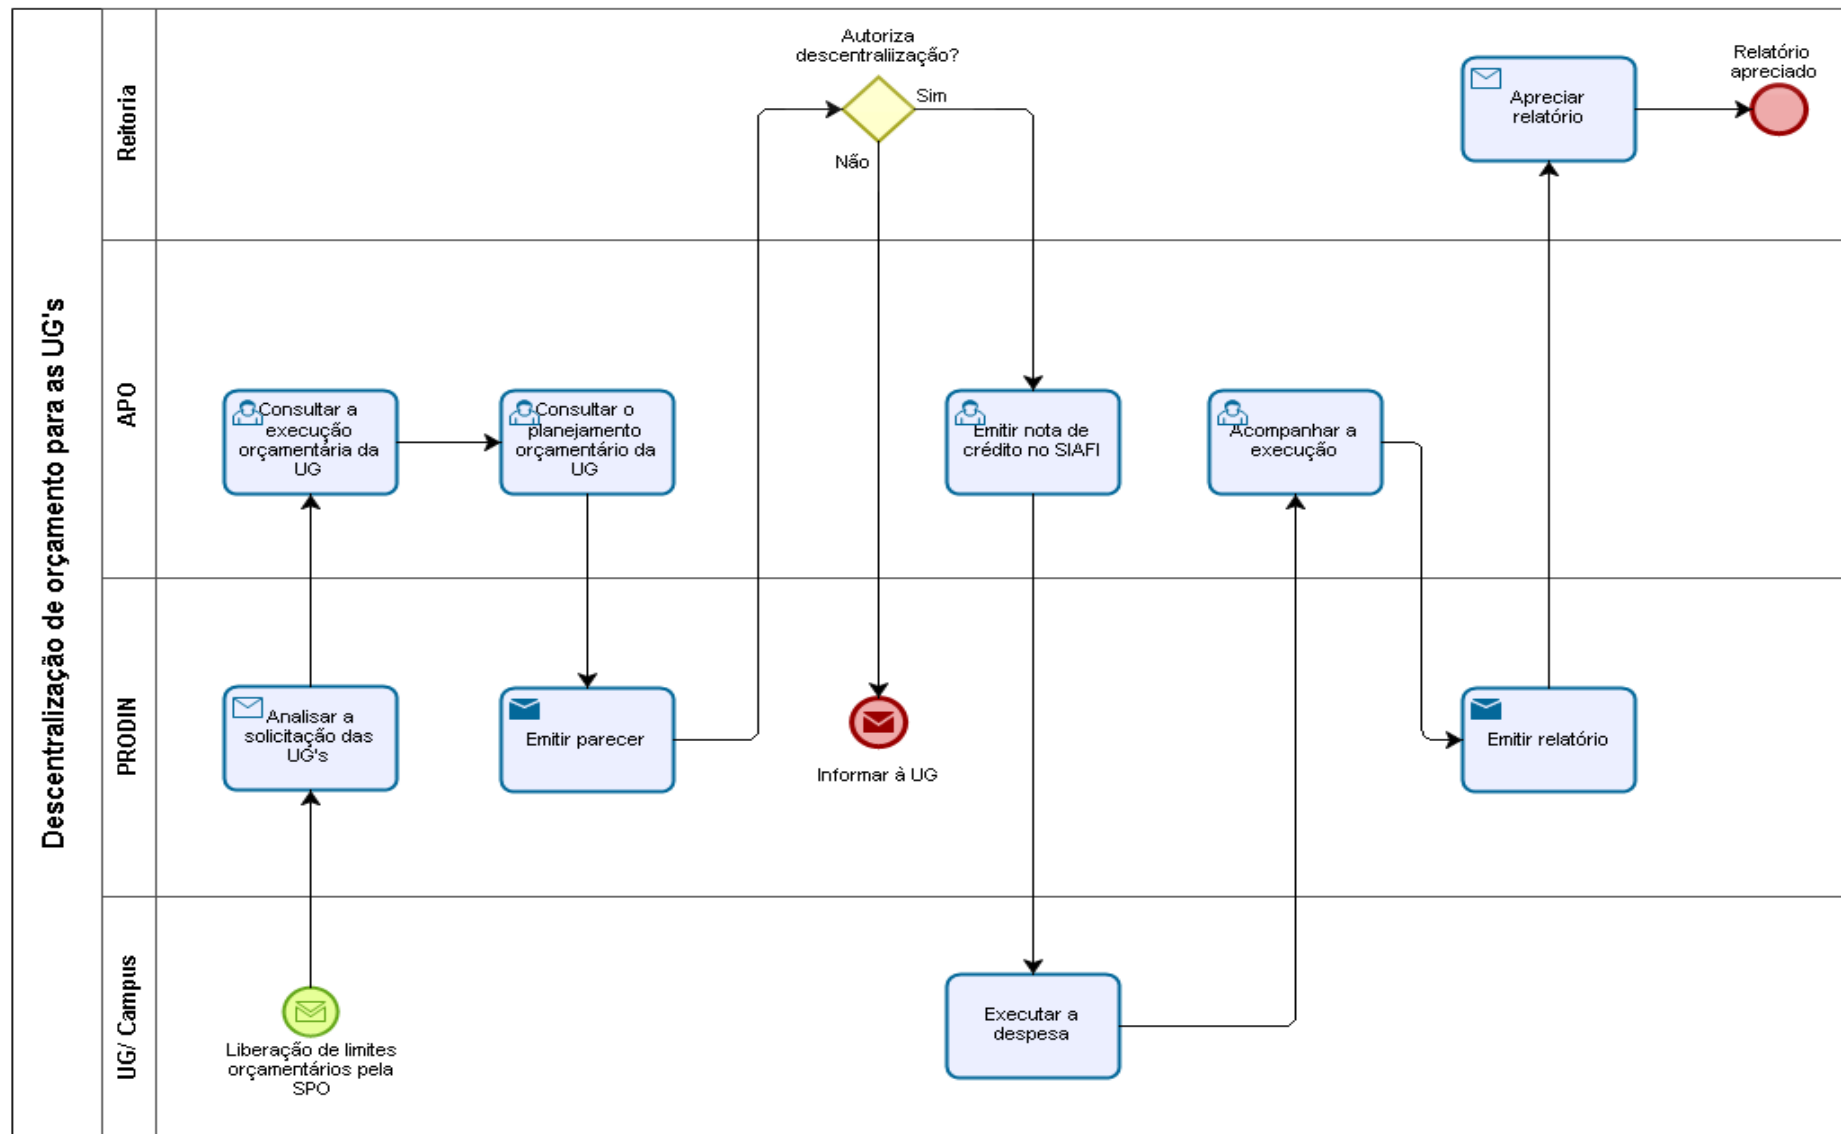 Descentralização de orçamento para as UG's
Reitoria
Autoriza
descentraliização?
Sim
Não
Apreciar
relatório
Relatório
apreciado
APO
Consultar a
execução
orçamentária da
UG
Consultar o
planejamento
orçamentário da
UG
Emitir nota de
crédito no SIAFI
Acompanhar a
execução
PRODIN
Analisar a
solicitação das
UG's
Emitir parecer
Informar à UG
Emitir relatório
UG/ Campus
Liberação de limites
orçamentários pela
SPO
Executar a
despesa